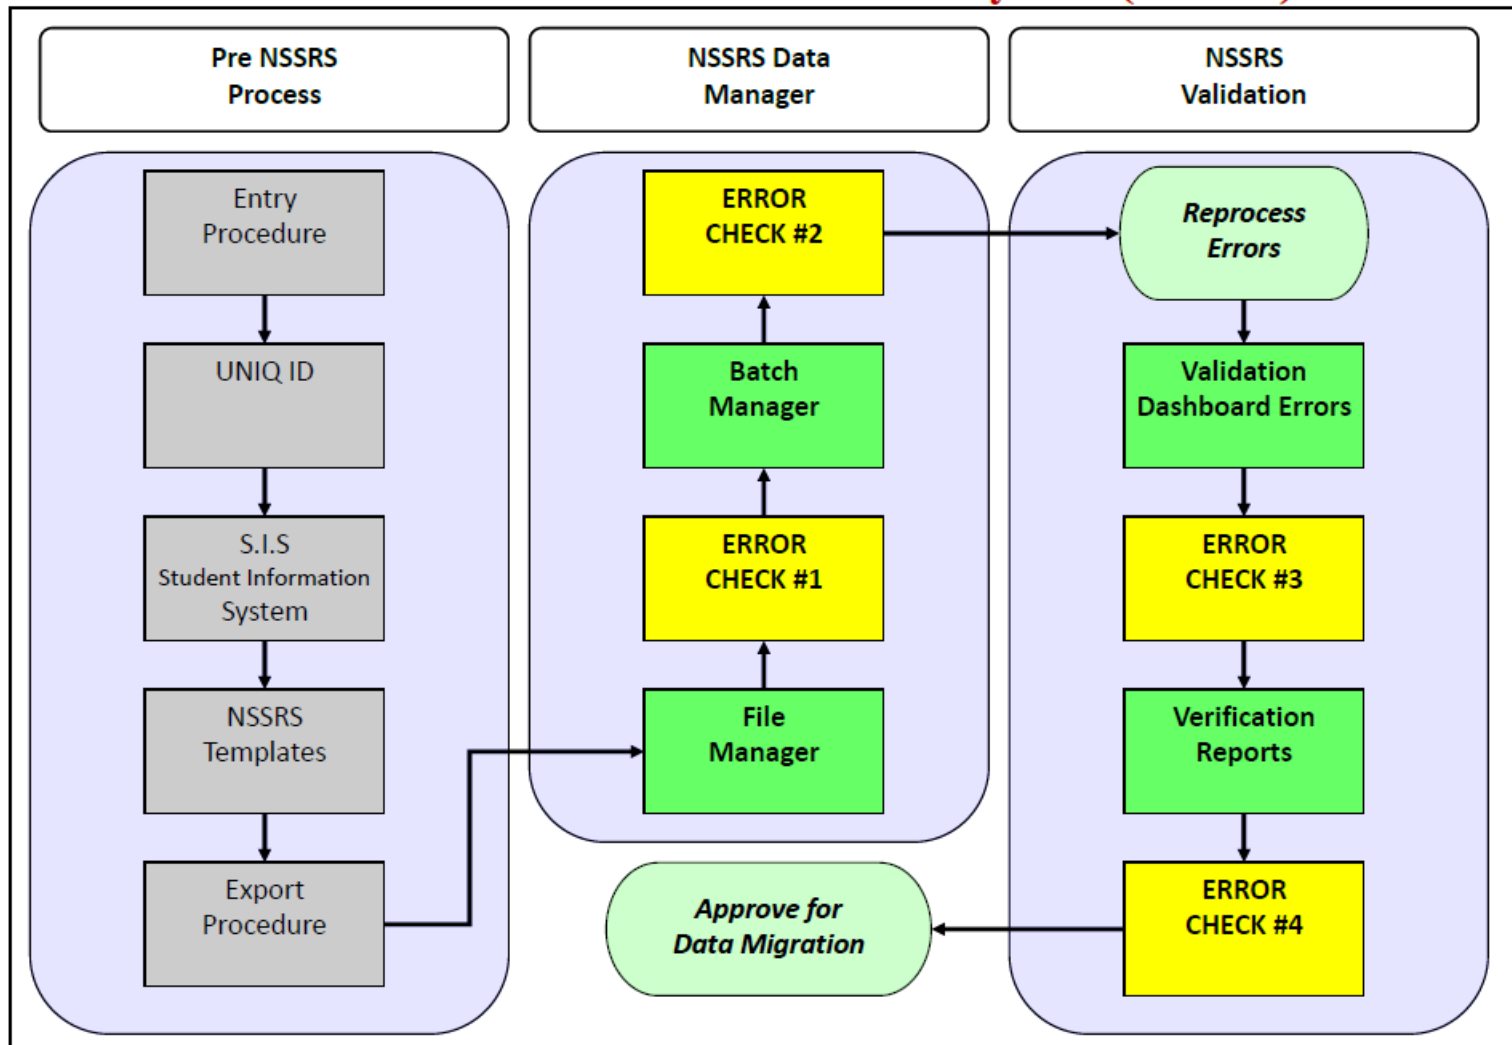 Pre NSSRS
Process
NSSRS Data
Manager
NSSRS
Validation
Entry
Procedure
UNIQ ID
S.I.S
Student Information
System
NSSRS
Templates
Export
Procedure
ERROR
CHECK #2
Batch
Manager
ERROR
CHECK #1
File
Manager
Approve for
Data Migration
Reprocess
Errors
Validation
Dashboard Errors
ERROR
CHECK #3
Verification
Reports
ERROR
CHECK #4